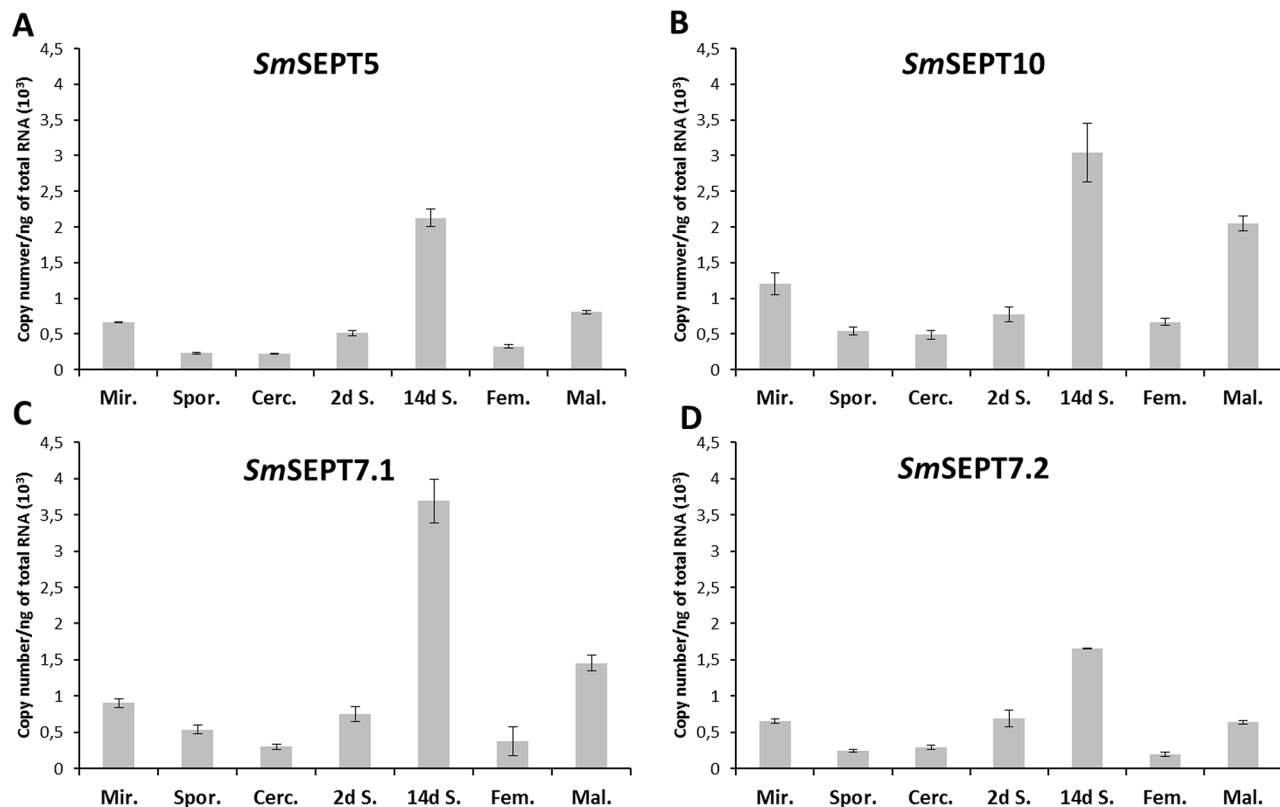 A
SmSEPT5
Copy numver/ng of total RNA (10³)
4,5
4
3,5
3
2,5
2
1,5
1
0,5
0
Mir. Spor. Cerc. 2d S. 14d S. Fem. Mal.
B
SmSEPT10
Copy number/ng of total RNA (10³)
4,5
4
3,5
3
2,5
2
1,5
1
0,5
0
Mir. Spor. Cerc. 2d S. 14d S. Fem. Mal.
C
SmSEPT7.1
Copy number/ng of total RNA (10³)
4,5
4
3,5
3
2,5
2
1,5
1
0,5
0
Mir. Spor. Cerc. 2d S. 14d S. Fem. Mal.
D
SmSEPT7.2
Copy number/ng of total RNA (10³)
4,5
4
3,5
3
2,5
2
1,5
1
0,5
0
Mir. Spor. Cerc. 2d S. 14d S. Fem. Mal.